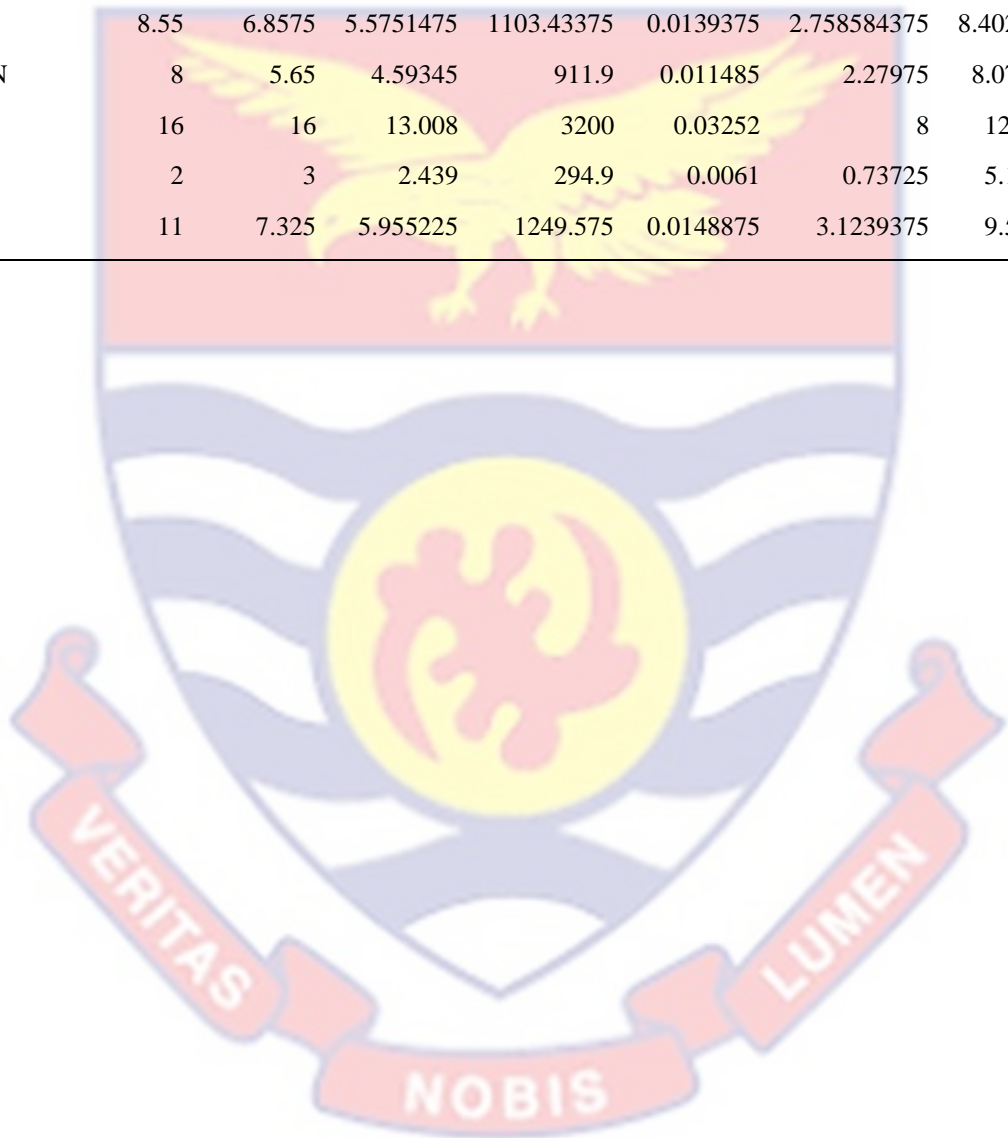 8.55 6.8575 5.5751475 1103.43375 0.0139375 2.758584375
8 5.65 4.59345 911.9 0.011485 2.27975
16 16 13.008 3200 0.03252 8
2 3 2.439 294.9 0.0061 0.73725
11 7.325 5.955225 1249.575 0.0148875 3.1239375
VERITAS
NOBIS
LUMEN